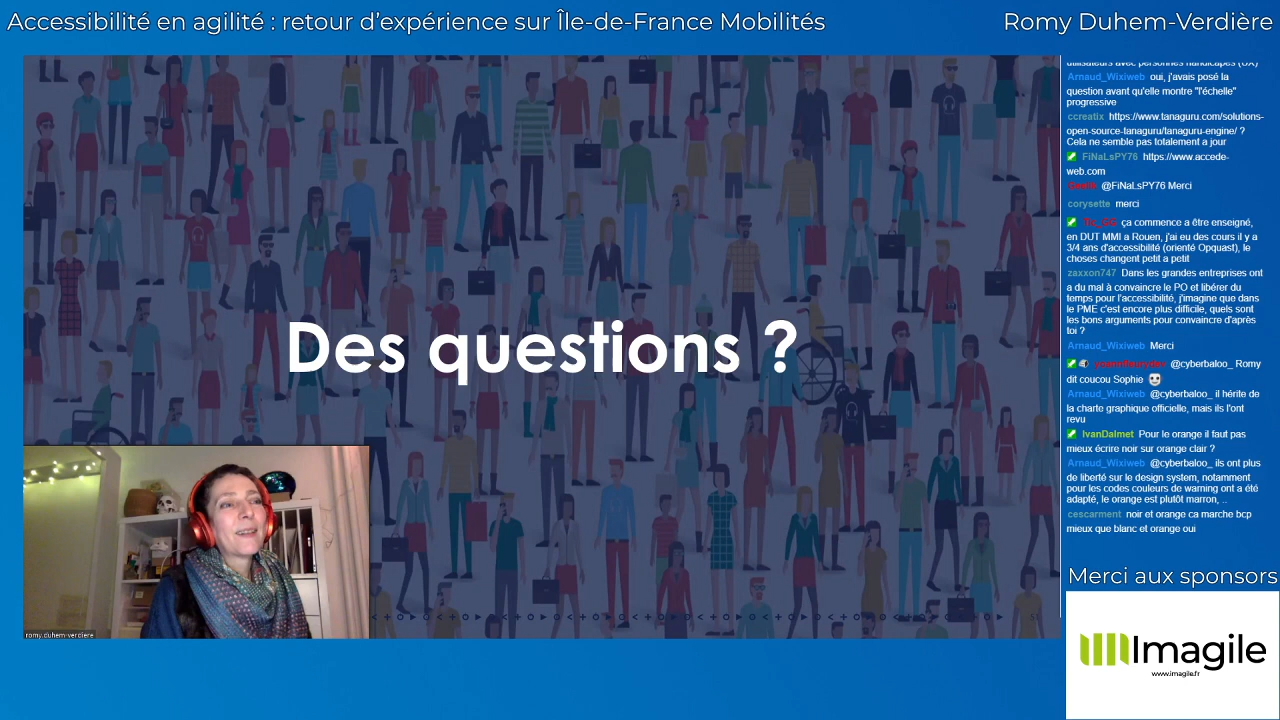 Accessibilité en agilité : retour d’expérience sur Île-de-France Mobilités
Romy Duhem-Verdière
Des questions ?
romy.duhem-verdiere
51
utilisateurs avec personnes handicapés (UX)
Arnaud_Wixiweb oui, j'avais posé la
question avant qu'elle montre "l'échelle"
progressive
ccreatix https://www.tanaguru.com/solutions-
open-source-tanaguru/tanaguru-engine/ ?
Cela ne semble pas totalement a jour
FiNaLsPY76 https://www.accede-
web.com
@FiNaLsPY76 Merci
corysette merci
ça commence a être enseigné,
en DUT MMI a Rouen, j'ai eu des cours il y a
3/4 ans d'accessibilité (orienté Opquast), le
choses changent petit a petit
zaxxon747 Dans les grandes entreprises ont
a du mal à convaincre le PO et libérer du
temps pour l'accessibilité, j'imagine que dans
le PME c'est encore plus difficile, quels sont
les bons arguments pour convaincre d'après
toi ?
Arnaud_Wixiweb Merci
@cyberbaloo_ Romy
dit coucou Sophie
Arnaud_Wixiweb @cyberbaloo_ il hérite de
la charte graphique officielle, mais ils l'ont
revu
IvanDalmet Pour le orange il faut pas
mieux écrire noir sur orange clair ?
Arnaud_Wixiweb @cyberbaloo_ ils ont plus
de liberté sur le design system, notamment
pour les codes couleurs de warning ont a été
adapté, le orange est plutôt marron, ..
cescarment noir et orange ca marche bcp
mieux que blanc et orange oui
Merci aux sponsors
Imagile
www.imagile.fr